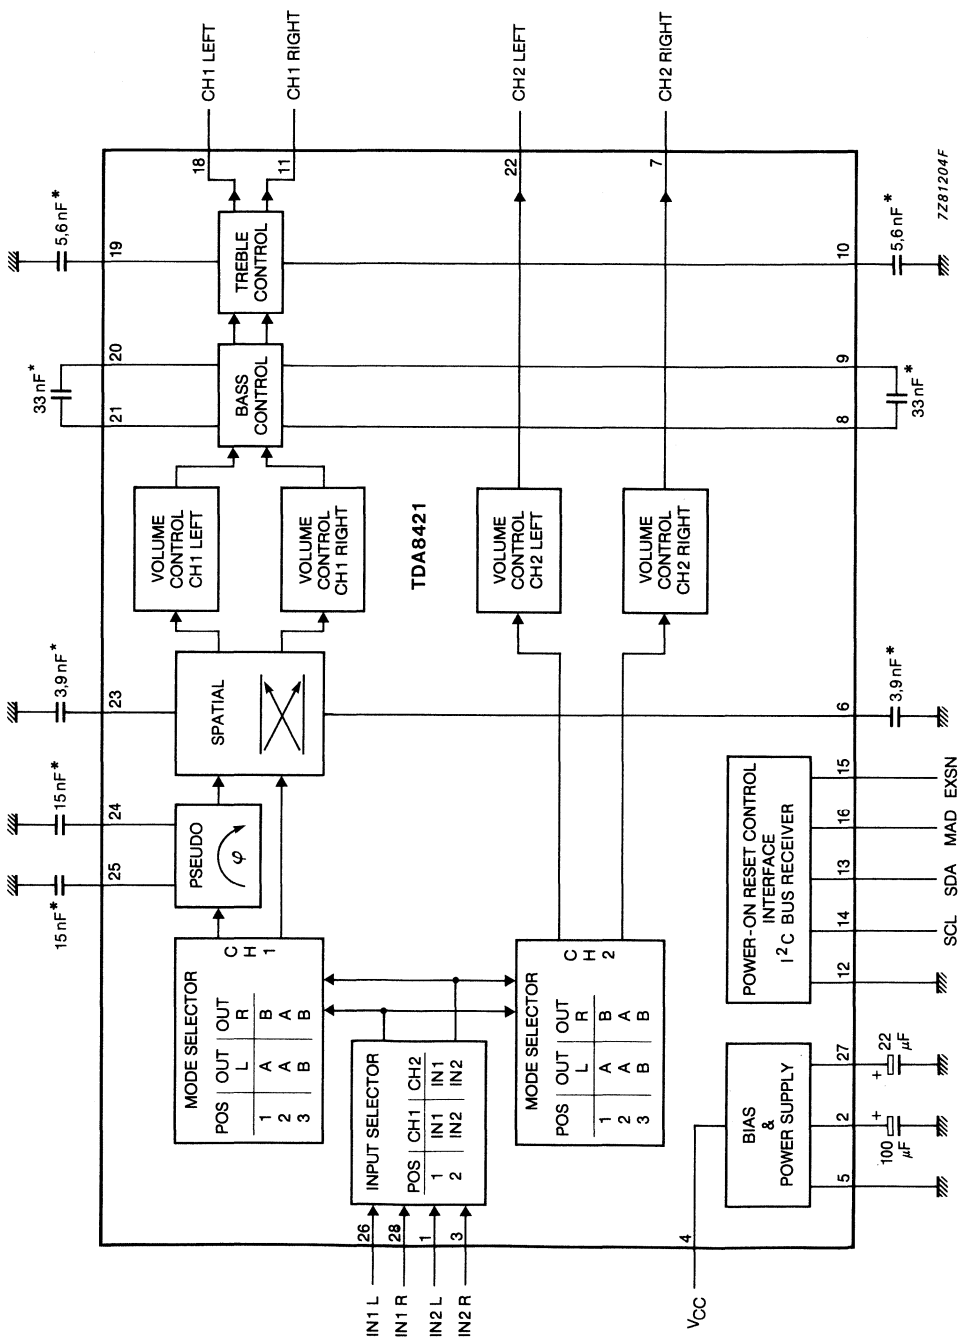 CH1 LEFT
CH1 RIGHT
CH2 LEFT
CH2 RIGHT
18
11
22
7
5,6 nF*
19
TREBLE
CONTROL
10
5,6 nF*
7Z81204F
33 nF*
20
21
BASS
CONTROL
9
8
33 nF*
VOLUME
CONTROL
CH1 LEFT
VOLUME
CONTROL
CH1 RIGHT
TDA8421
VOLUME
CONTROL
CH2 LEFT
VOLUME
CONTROL
CH2 RIGHT
3,9 nF*
23
SPATIAL
6
3,9 nF*
15 nF*
24
15 nF*
25
PSEUDO
φ
MODE SELECTOR
POS OUT OUT
L R
1 A B
2 A A
3 B B
C
H
1
INPUT SELECTOR
POS CH1 CH2
1 IN1 IN1
2 IN2 IN2
MODE SELECTOR
POS OUT OUT
L R
1 A B
2 A A
3 B B
C
H
2
POWER-ON RESET CONTROL
INTERFACE
I²C BUS RECEIVER
12
14
13
16
15
SCL
SDA
MAD
EXSN
BIAS
&
POWER SUPPLY
5
2
27
+
100
μF
+
22
μF
26
28
1
3
4
IN1 L
IN1 R
IN2 L
IN2 R
VCC